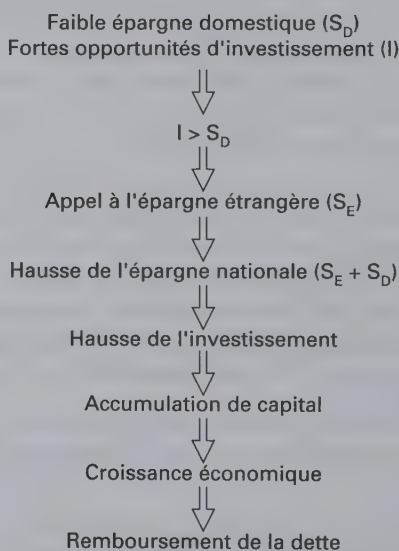 Faible épargne domestique (S_D)
Fortes opportunités d'investissement (I)
I > S_D
Appel à l'épargne étrangère (S_E)
Hausse de l'épargne nationale (S_E + S_D)
Hausse de l'investissement
Accumulation de capital
Croissance économique
Remboursement de la dette